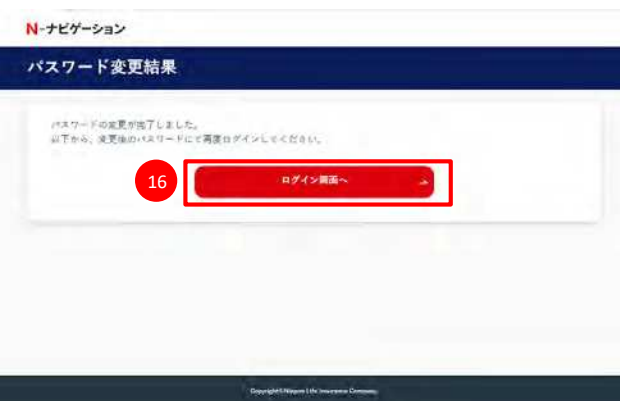 N-ナビゲーション
パスワード変更結果
パスワードの変更が完了しました。
以下から、変更後のパスワードにて再度ログインしてください。
16
ログイン画面へ
Copyright© Nippon Life Insurance Company.